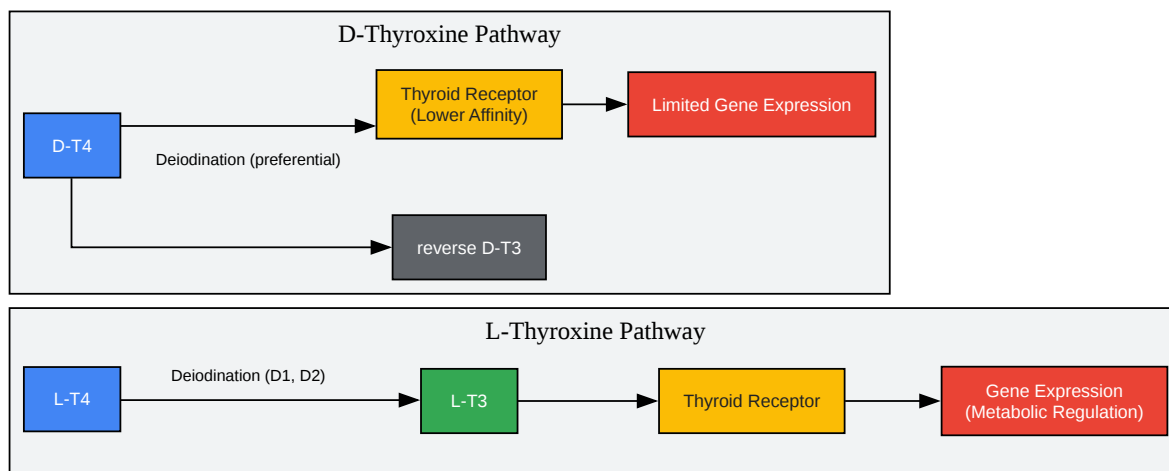 D-Thyroxine Pathway
Thyroid Receptor
(Lower Affinity)
Limited Gene Expression
D-T4
Deiodination (preferential)
reverse D-T3
L-Thyroxine Pathway
L-T4
Deiodination (D1, D2)
L-T3
Thyroid Receptor
Gene Expression
(Metabolic Regulation)